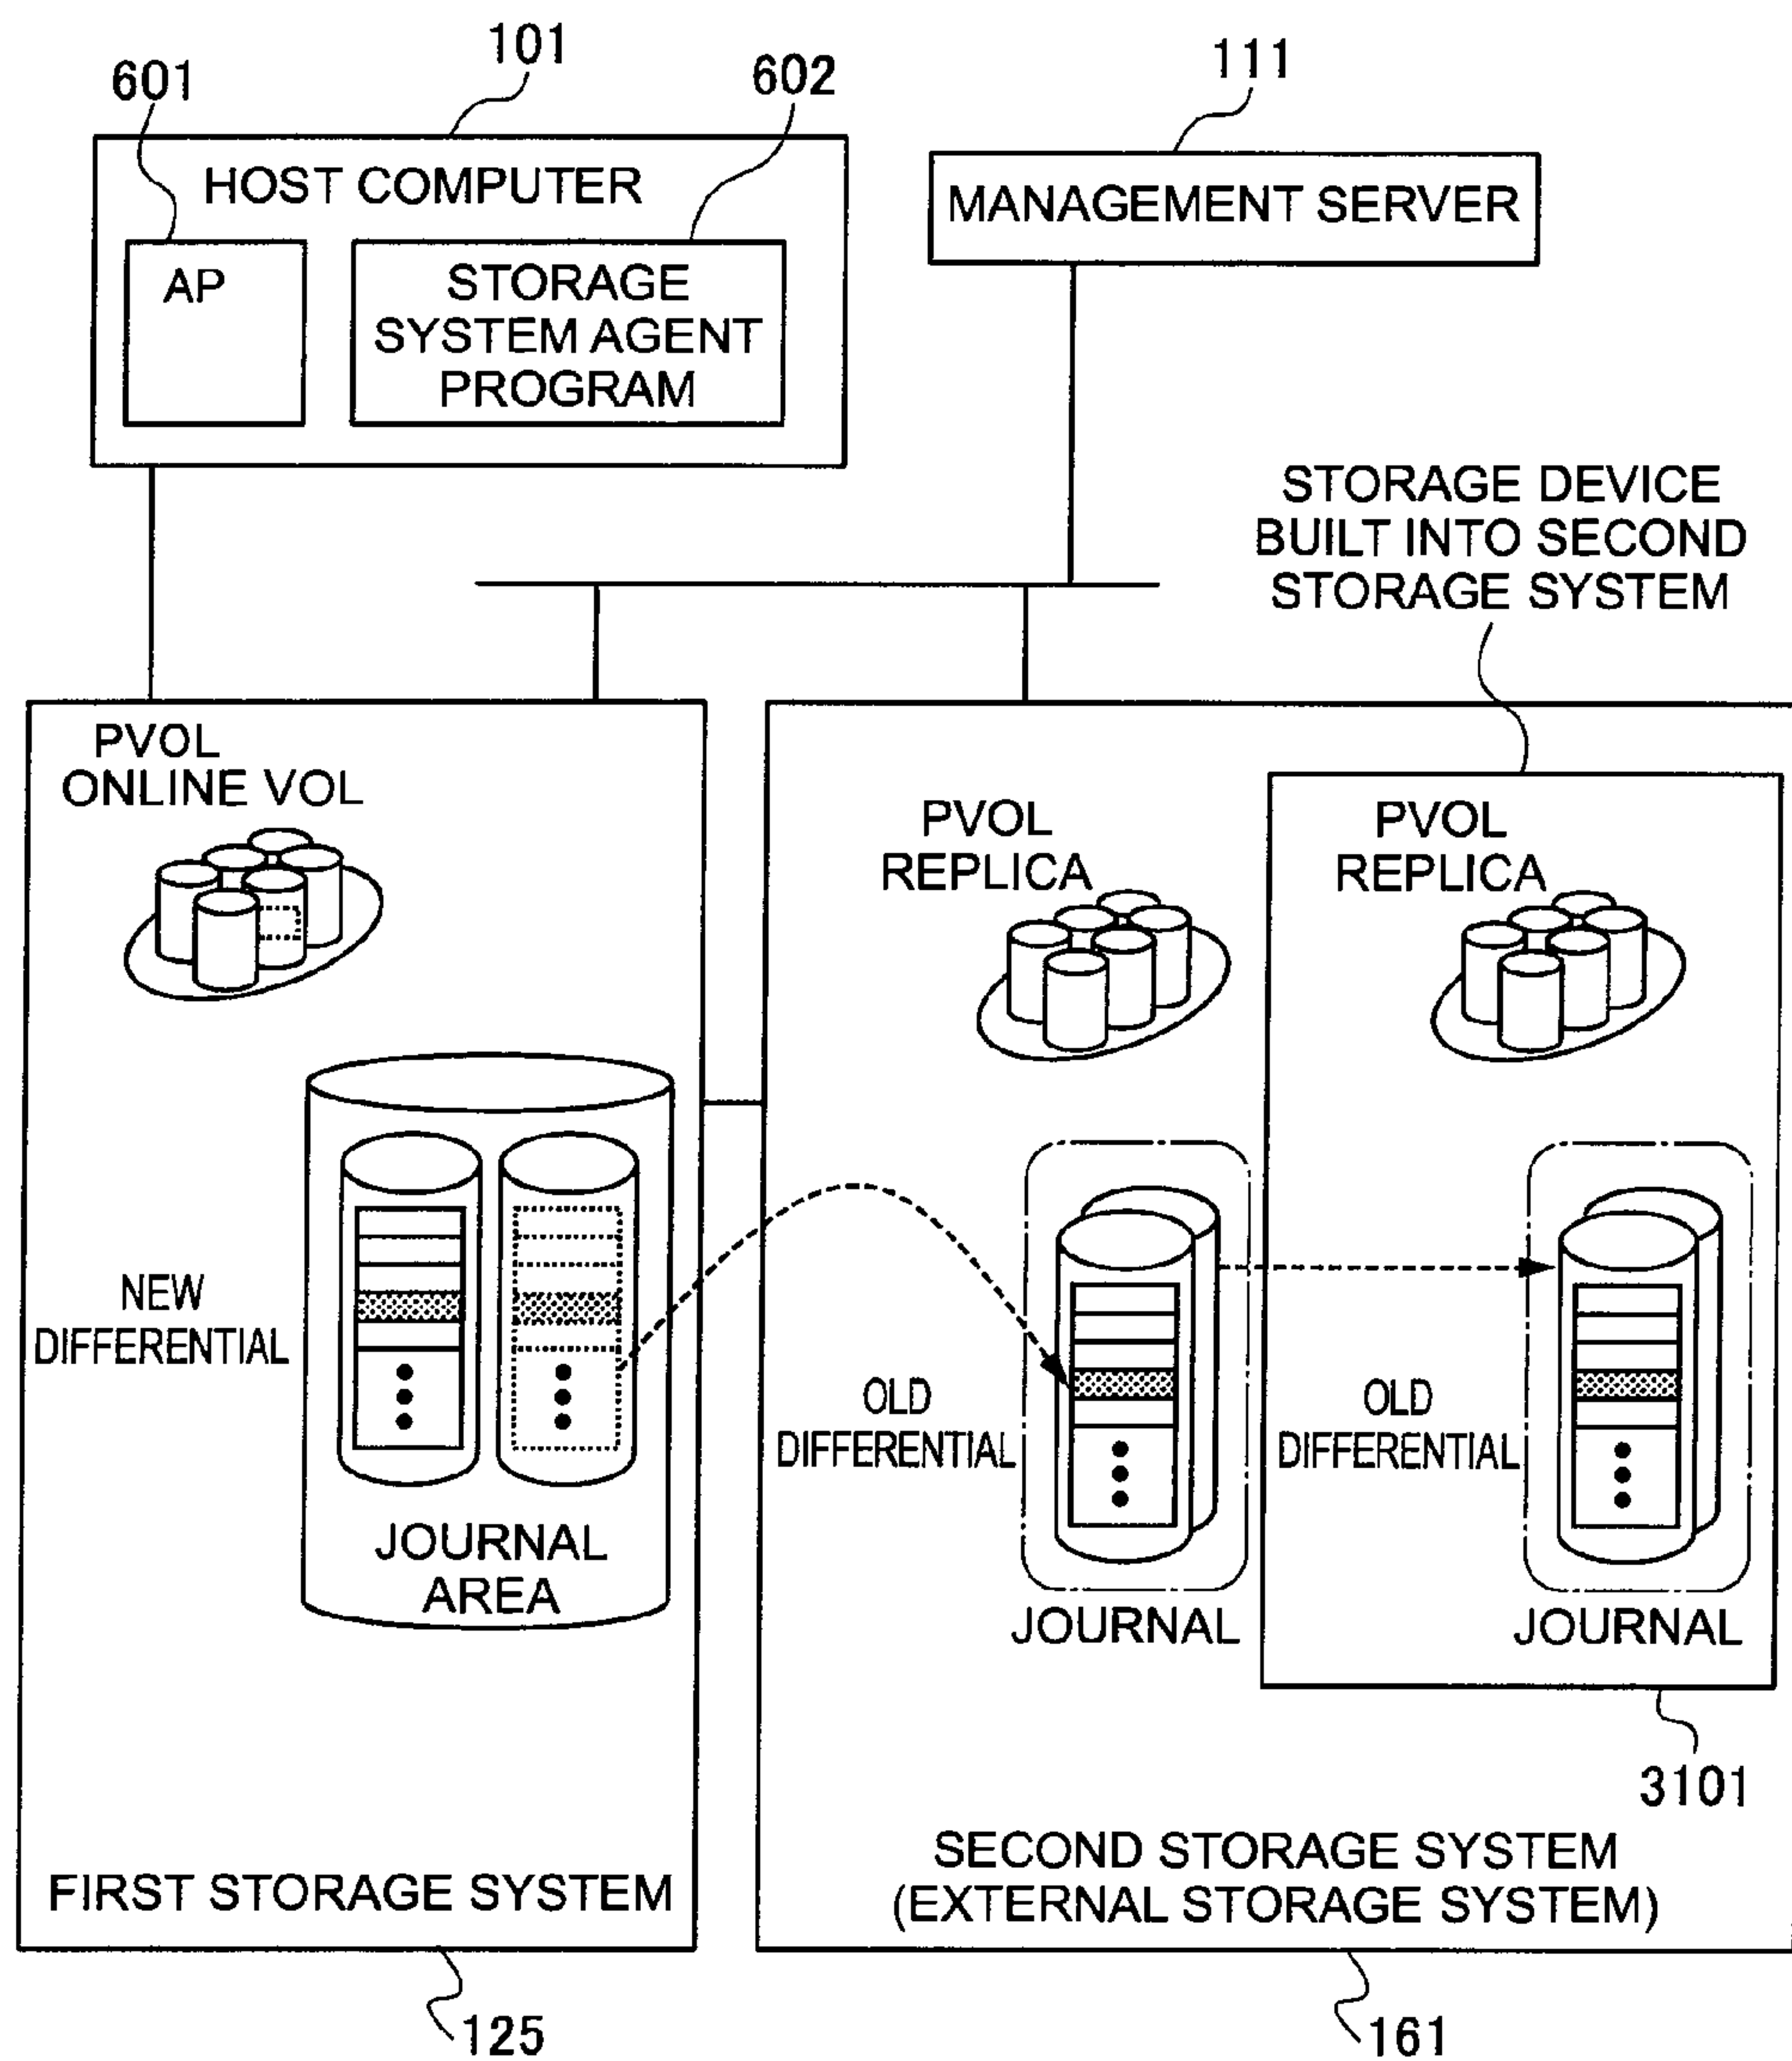 101
601
602
111
HOST COMPUTER
AP
STORAGE
SYSTEM AGENT
PROGRAM
MANAGEMENT SERVER
STORAGE DEVICE
BUILT INTO SECOND
STORAGE SYSTEM
PVOL
ONLINE VOL
PVOL
REPLICA
PVOL
REPLICA
NEW
DIFFERENTIAL
JOURNAL
AREA
OLD
DIFFERENTIAL
JOURNAL
OLD
DIFFERENTIAL
JOURNAL
3101
FIRST STORAGE SYSTEM
SECOND STORAGE SYSTEM
(EXTERNAL STORAGE SYSTEM)
125
161